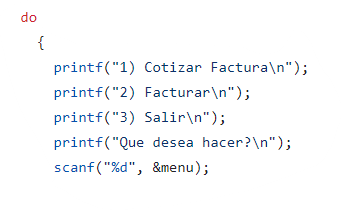 do
{
printf("1) Cotizar Factura\n");
printf("2) Facturar\n");
printf("3) Salir\n");
printf("Que desea hacer?\n");
scanf("%d", &menu);